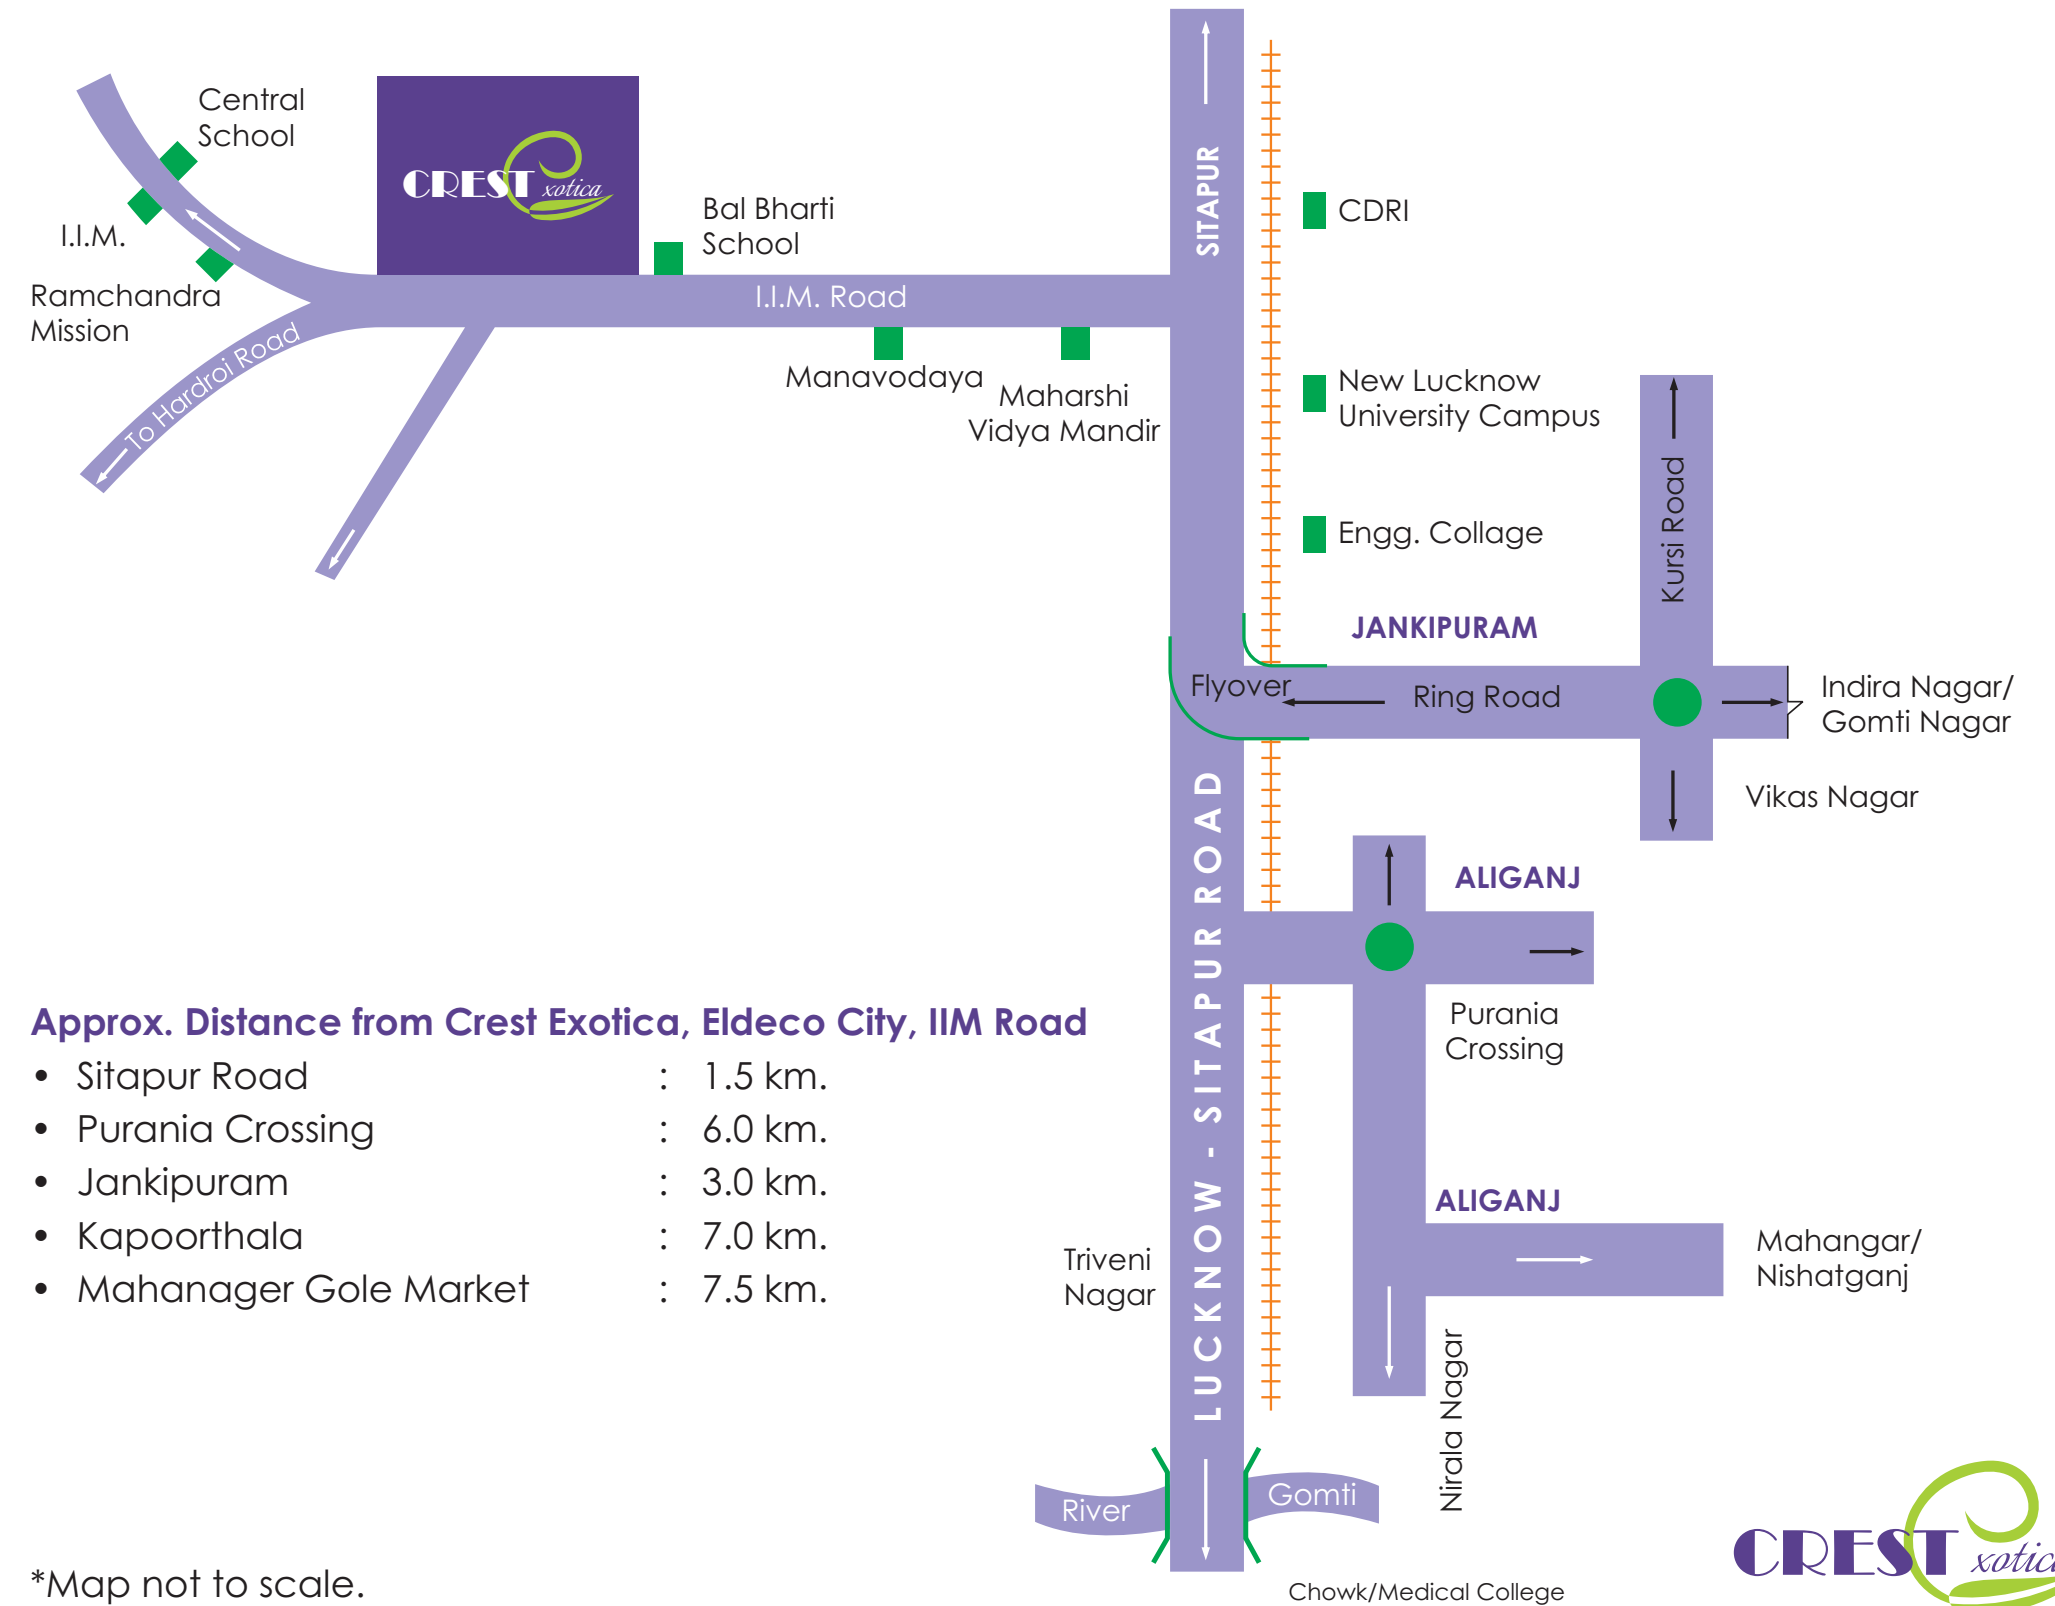 Central
School
I.I.M.
Ramchandra
Mission
To Hardroi Road
CREST xotica
Bal Bharti
School
I.I.M. Road
Manavodaya
Maharshi
Vidya Mandir
SITAPUR
CDRI
New Lucknow
University Campus
Engg. Collage
Kursi Road
JANKIPURAM
Flyover
Ring Road
Indira Nagar/
Gomti Nagar
Vikas Nagar
LUCKNOW - SITAPUR ROAD
ALIGANJ
Purania
Crossing
ALIGANJ
Mahangar/
Nishatganj
Nirala Nagar
Triveni
Nagar
River
Gomti
Chowk/Medical College
Approx. Distance from Crest Exotica, Eldeco City, IIM Road
• Sitapur Road : 1.5 km.
• Purania Crossing : 6.0 km.
• Jankipuram : 3.0 km.
• Kapoorthala : 7.0 km.
• Mahanager Gole Market : 7.5 km.
*Map not to scale.
CREST xotica